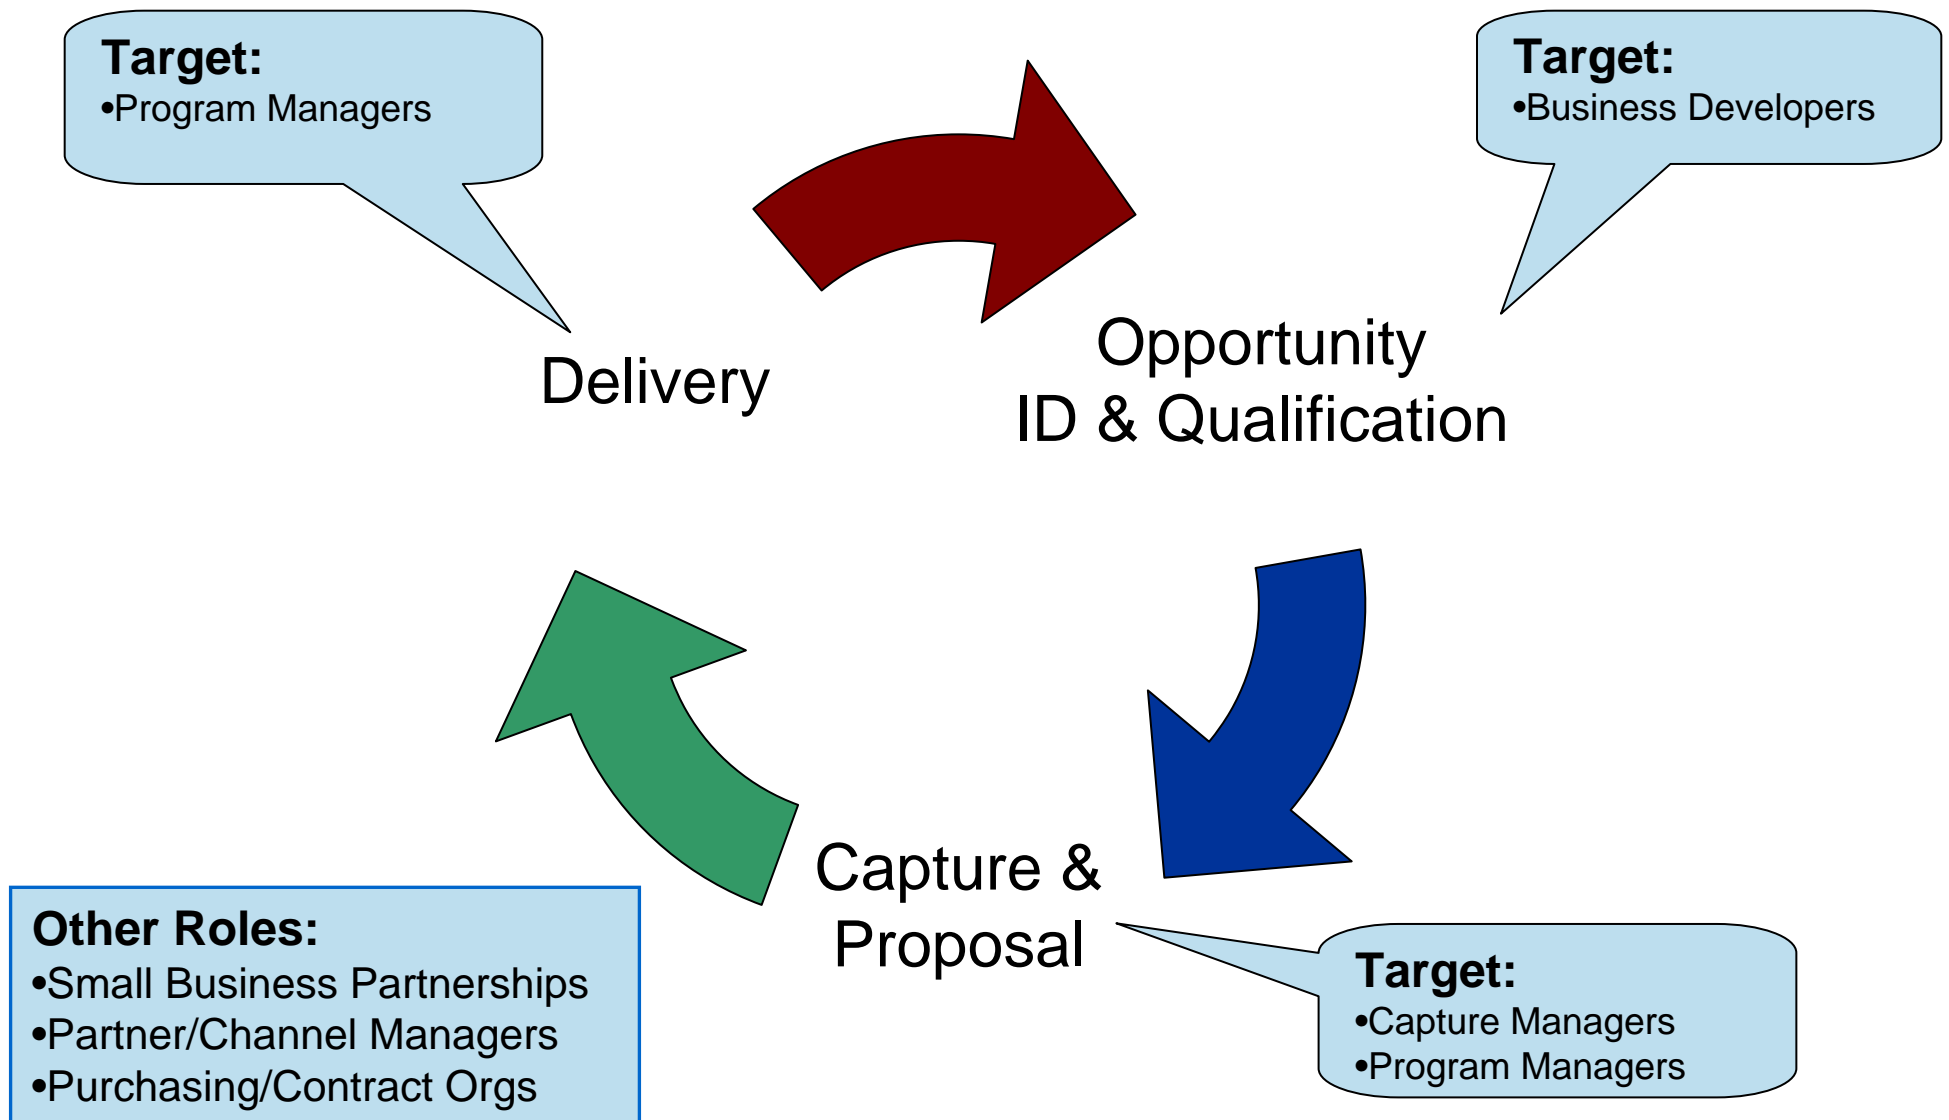 Target:
•Program Managers
Target:
•Business Developers
Delivery
Opportunity
ID & Qualification
Capture &
Proposal
Other Roles:
•Small Business Partnerships
•Partner/Channel Managers
•Purchasing/Contract Orgs
Target:
•Capture Managers
•Program Managers